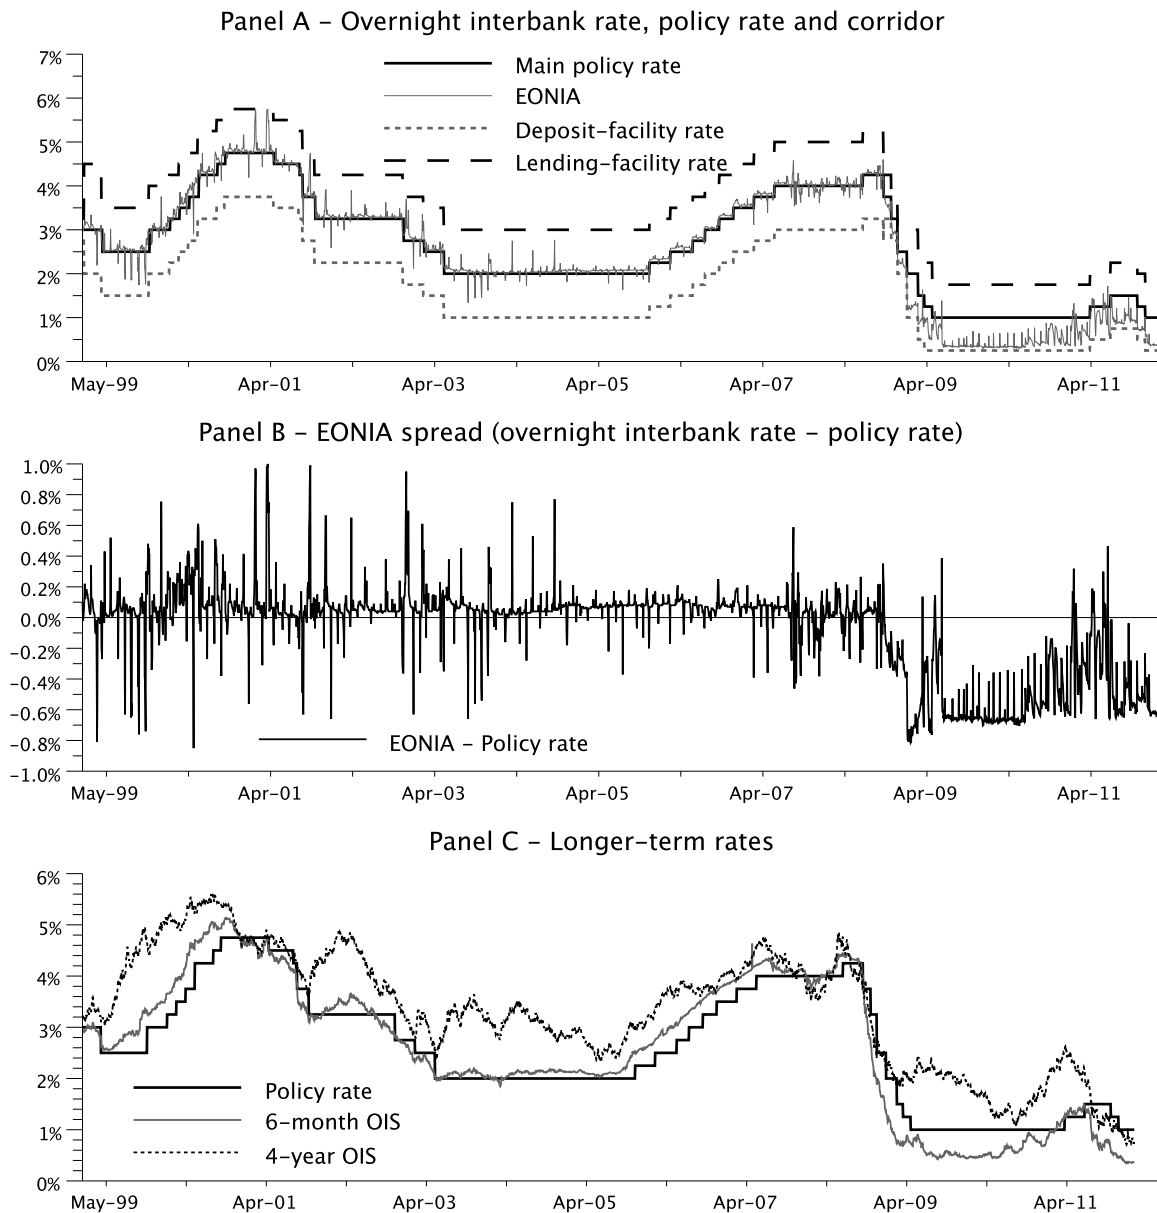 Panel A – Overnight interbank rate, policy rate and corridor
7%
6%
5%
4%
3%
2%
1%
0%
Main policy rate
EONIA
Deposit–facility rate
Lending–facility rate
May–99 Apr–01 Apr–03 Apr–05 Apr–07 Apr–09 Apr–11
Panel B – EONIA spread (overnight interbank rate – policy rate)
1.0%
0.8%
0.6%
0.4%
0.2%
0.0%
–0.2%
–0.4%
–0.6%
–0.8%
–1.0%
EONIA – Policy rate
May–99 Apr–01 Apr–03 Apr–05 Apr–07 Apr–09 Apr–11
Panel C – Longer–term rates
6%
5%
4%
3%
2%
1%
0%
Policy rate
6–month OIS
4–year OIS
May–99 Apr–01 Apr–03 Apr–05 Apr–07 Apr–09 Apr–11